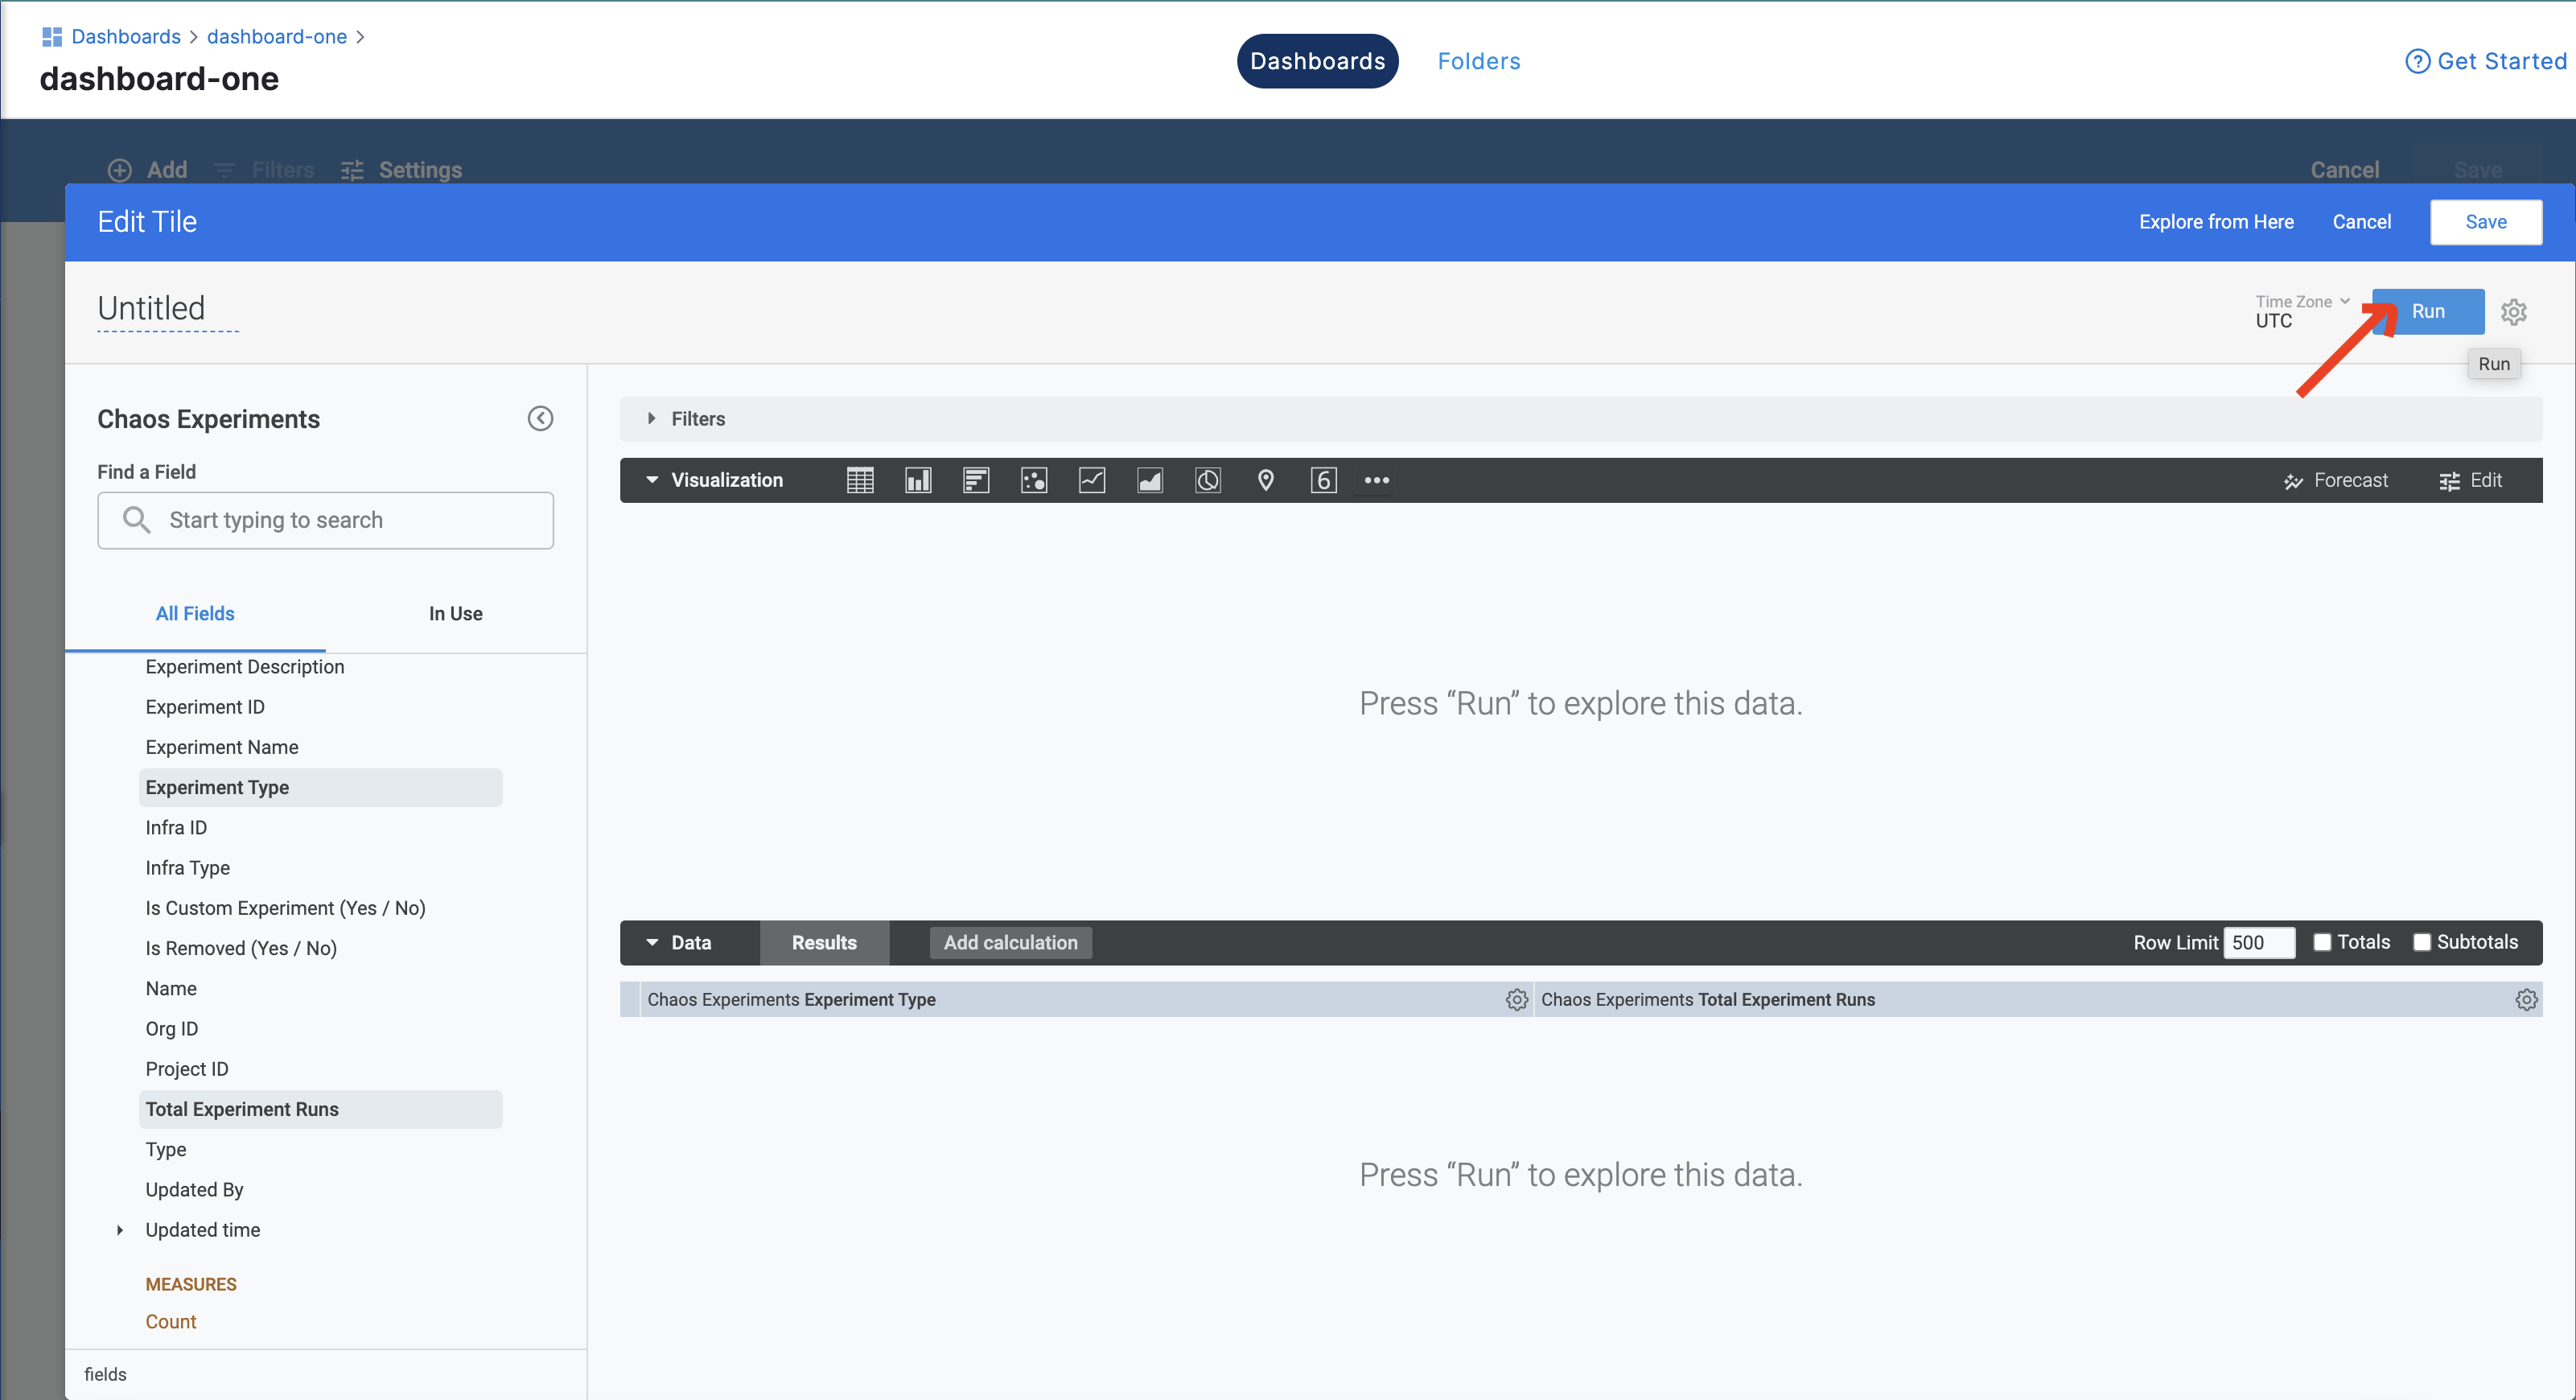 Dashboards > dashboard-one >
dashboard-one
Dashboards
Folders
? Get Started
Add
Filters
Settings
Cancel
Save
Edit Tile
Explore from Here
Cancel
Save
Untitled
Time Zone
UTC
Run
Run
Chaos Experiments
Find a Field
Start typing to search
All Fields
In Use
Experiment Description
Experiment ID
Experiment Name
Experiment Type
Infra ID
Infra Type
Is Custom Experiment (Yes / No)
Is Removed (Yes / No)
Name
Org ID
Project ID
Total Experiment Runs
Type
Updated By
Updated time
MEASURES
Count
fields
Filters
Visualization
6
Forecast
Edit
Press “Run” to explore this data.
Data
Results
Add calculation
Row Limit 500
Totals
Subtotals
Chaos Experiments Experiment Type
Chaos Experiments Total Experiment Runs
Press “Run” to explore this data.